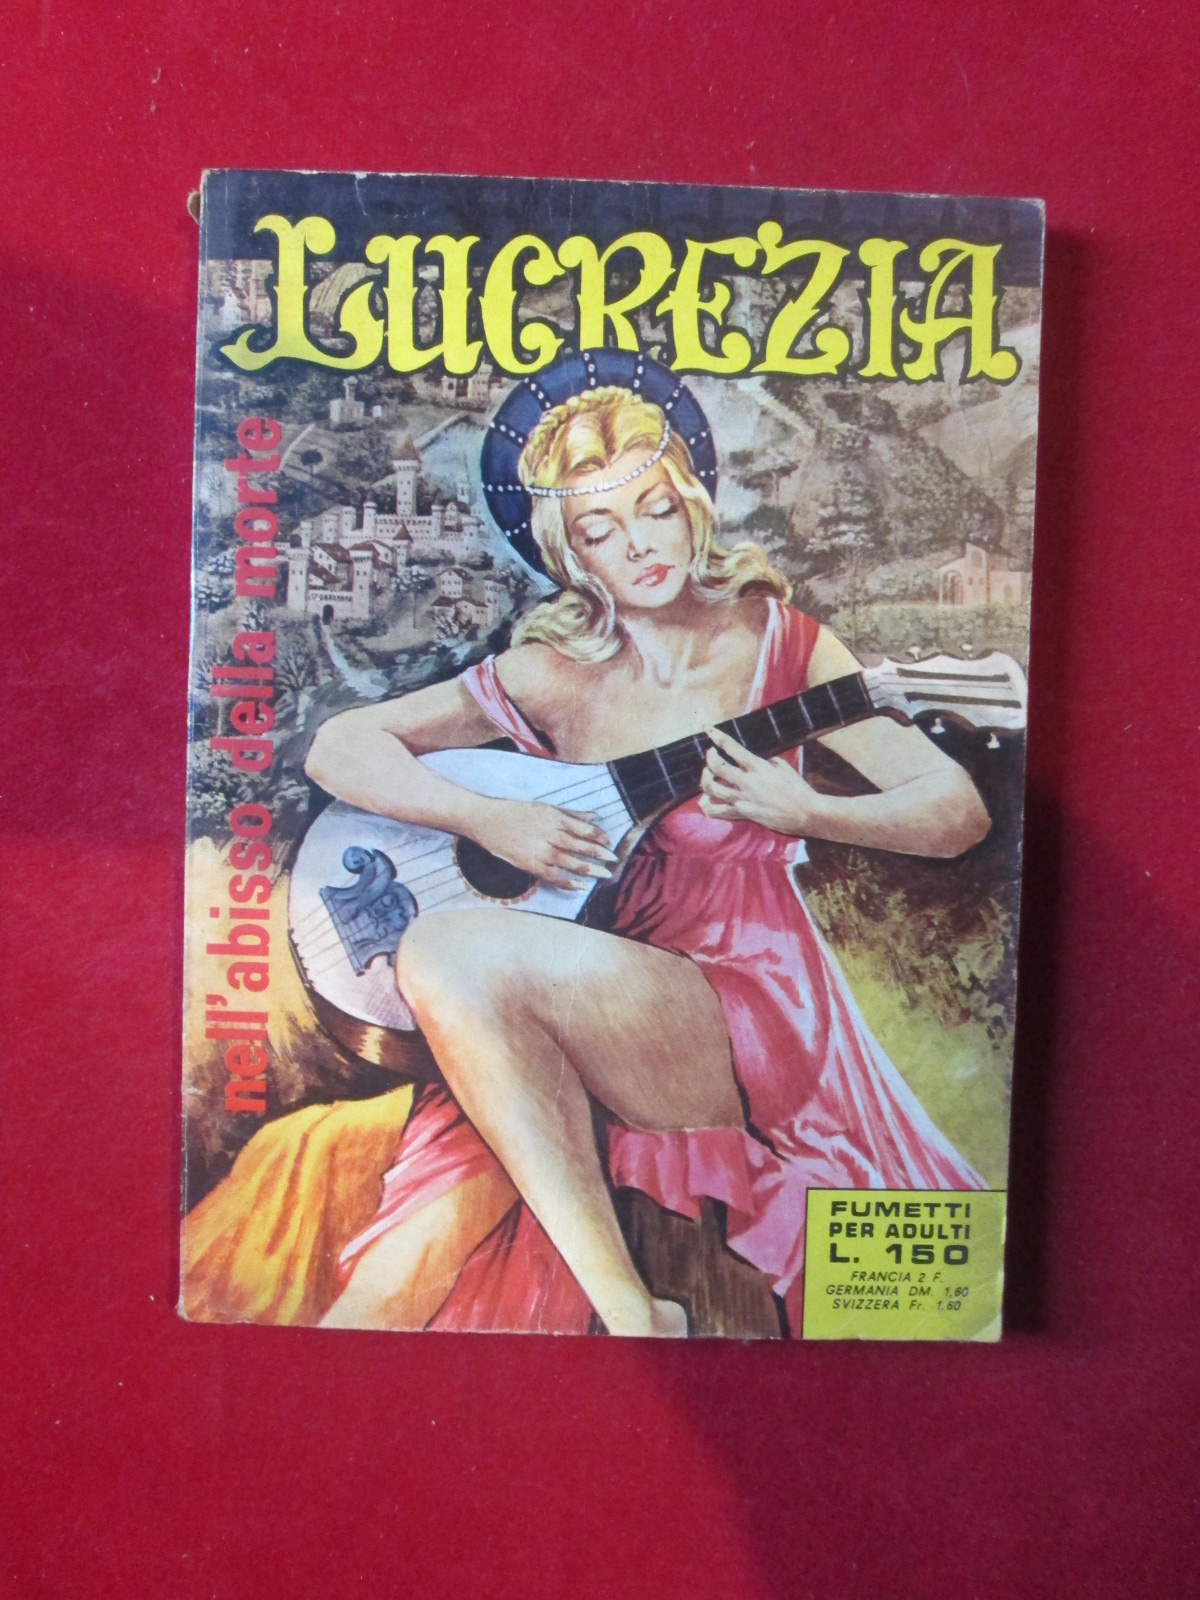 LUCREZIA
nell'abisso della morte
FUMETTI
PER ADULTI
L. 150
FRANCIA 2 F.
GERMANIA DM. 1,60
SVIZZERA Fr. 1.60